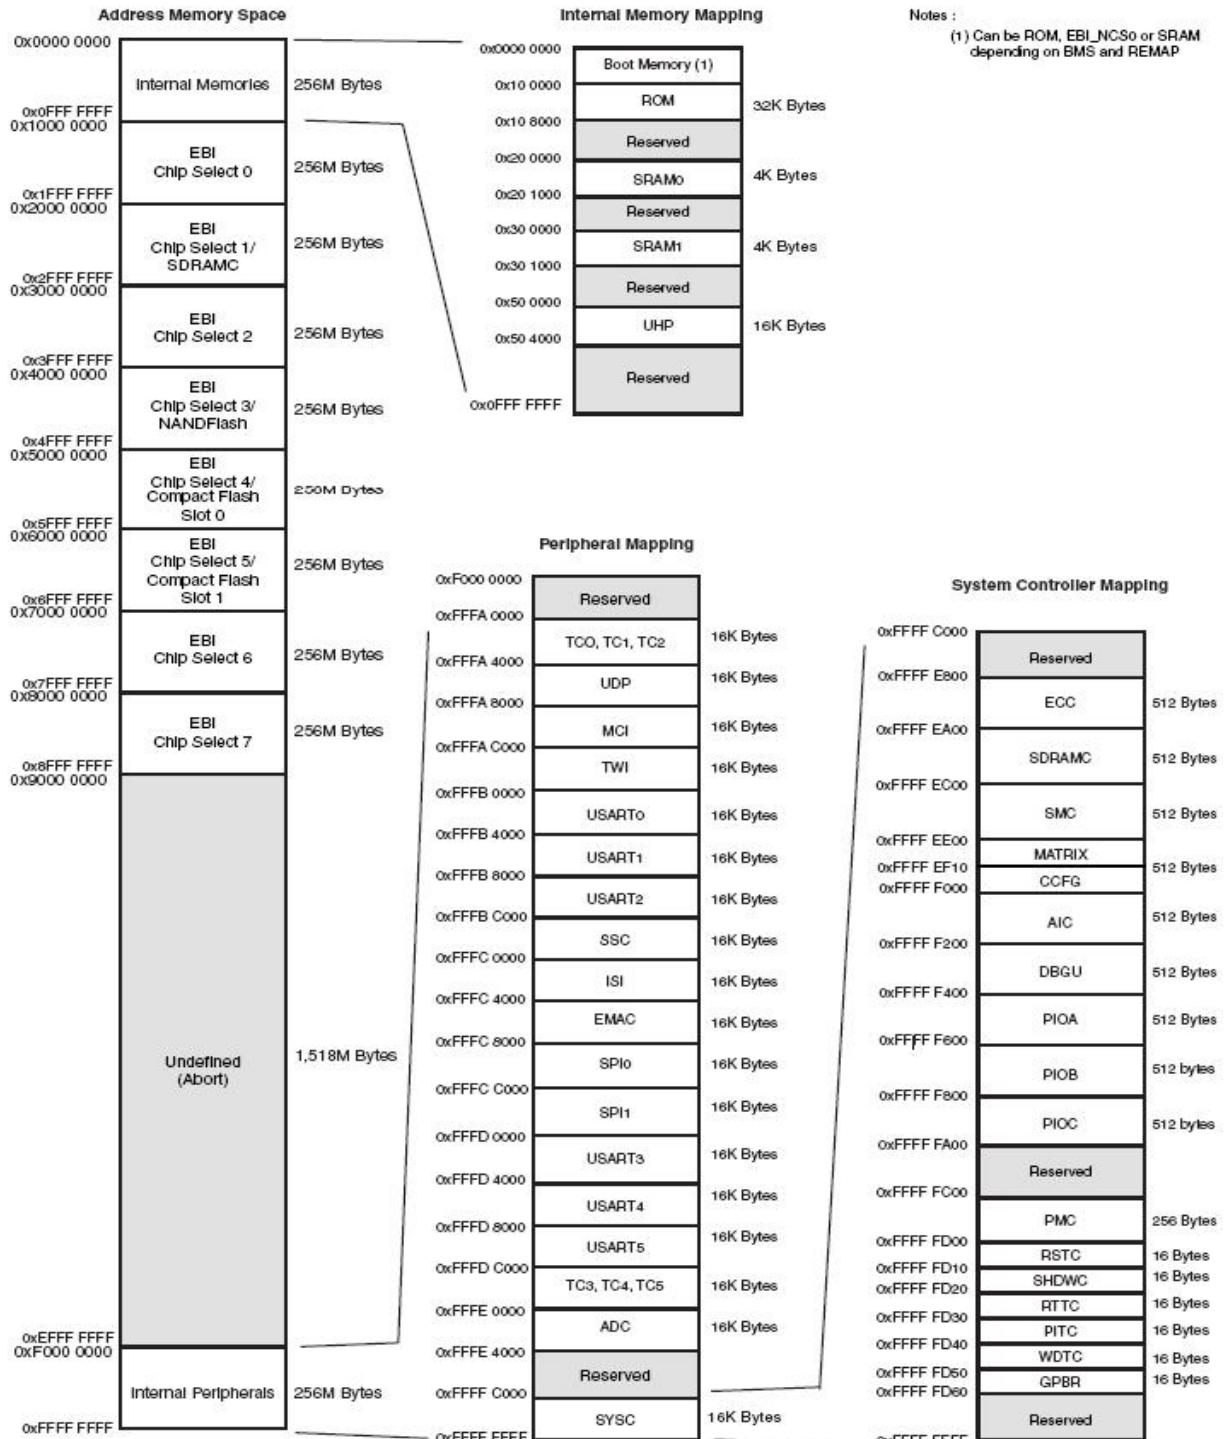 Address Memory Space
0x0000 0000
Internal Memories
256M Bytes
0x0FFF FFFF
0x1000 0000
EBI
Chip Select 0
256M Bytes
0x1FFF FFFF
0x2000 0000
EBI
Chip Select 1/
SDRAMC
256M Bytes
0x2FFF FFFF
0x3000 0000
EBI
Chip Select 2
256M Bytes
0x3FFF FFFF
0x4000 0000
EBI
Chip Select 3/
NANDFlash
256M Bytes
0x4FFF FFFF
0x5000 0000
EBI
Chip Select 4/
Compact Flash
Slot 0
256M Bytes
0x5FFF FFFF
0x6000 0000
EBI
Chip Select 5/
Compact Flash
Slot 1
256M Bytes
0x6FFF FFFF
0x7000 0000
EBI
Chip Select 6
256M Bytes
0x7FFF FFFF
0x8000 0000
EBI
Chip Select 7
256M Bytes
0x8FFF FFFF
0x9000 0000
Undefined
(Abort)
1,518M Bytes
0xEFFF FFFF
0xF000 0000
Internal Peripherals
256M Bytes
0xFFFF FFFF
Internal Memory Mapping
0x0000 0000
Boot Memory (1)
0x10 0000
ROM
32K Bytes
0x10 8000
Reserved
0x20 0000
SRAM0
4K Bytes
0x20 1000
Reserved
0x30 0000
SRAM1
4K Bytes
0x30 1000
Reserved
0x50 0000
UHP
16K Bytes
0x50 4000
Reserved
0x0FFF FFFF
Notes :
(1) Can be ROM, EBI_NCS0 or SRAM
depending on BMS and REMAP
Peripheral Mapping
0xF000 0000
Reserved
0xFFFA 0000
TC0, TC1, TC2
16K Bytes
0xFFFA 4000
UDP
16K Bytes
0xFFFA 8000
MCI
16K Bytes
0xFFFA C000
TWI
16K Bytes
0xFFFB 0000
USART0
16K Bytes
0xFFFB 4000
USART1
16K Bytes
0xFFFB 8000
USART2
16K Bytes
0xFFFB C000
SSC
16K Bytes
0xFFFC 0000
ISI
16K Bytes
0xFFFC 4000
EMAC
16K Bytes
0xFFFC 8000
SPI0
16K Bytes
0xFFFC C000
SPI1
16K Bytes
0xFFFD 0000
USART3
16K Bytes
0xFFFD 4000
USART4
16K Bytes
0xFFFD 8000
USART5
16K Bytes
0xFFFD C000
TC3, TC4, TC5
16K Bytes
0xFFFE 0000
ADC
16K Bytes
0xFFFE 4000
Reserved
0xFFFF C000
SYSC
16K Bytes
0xFFFF FFFF
System Controller Mapping
0xFFFF C000
Reserved
0xFFFF E800
ECC
512 Bytes
0xFFFF EA00
SDRAMC
512 Bytes
0xFFFF EC00
SMC
512 Bytes
0xFFFF EE00
MATRIX
512 Bytes
0xFFFF EF10
CCFG
0xFFFF F000
AIC
512 Bytes
0xFFFF F200
DBGU
512 Bytes
0xFFFF F400
PIOA
512 Bytes
0xFFFF F600
PIOB
512 bytes
0xFFFF F800
PIOC
512 bytes
0xFFFF FA00
Reserved
0xFFFF FC00
PMC
256 Bytes
0xFFFF FD00
RSTC
16 Bytes
0xFFFF FD10
SHDWC
16 Bytes
0xFFFF FD20
RTTC
16 Bytes
0xFFFF FD30
PITC
16 Bytes
0xFFFF FD40
WDTC
16 Bytes
0xFFFF FD50
GPBR
16 Bytes
0xFFFF FD60
Reserved
0xFFFF FFFF